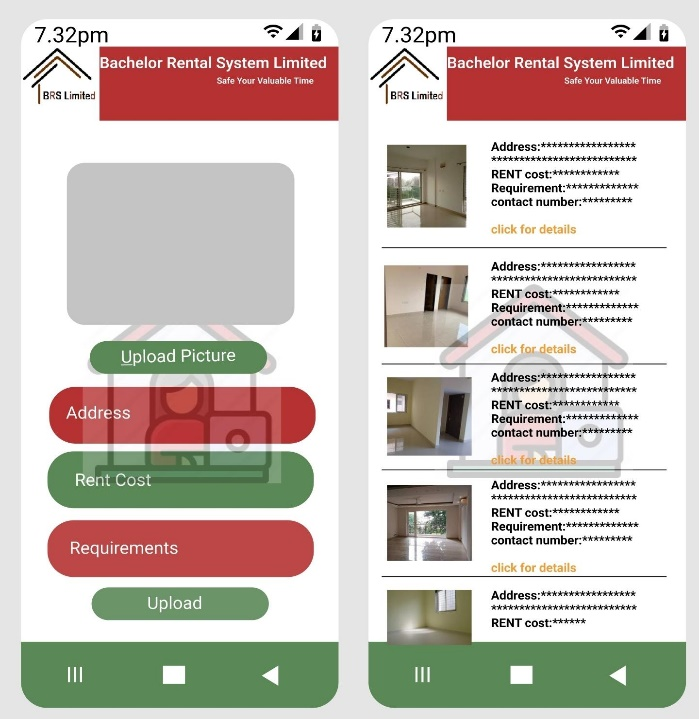 7.32pm
Bachelor Rental System Limited
Safe Your Valuable Time
BRS Limited
Upload Picture
Address
Rent Cost
Requirements
Upload
7.32pm
Bachelor Rental System Limited
Safe Your Valuable Time
BRS Limited
Address:*****************
**************************
RENT cost:************
Requirement:*************
contact number:*********
click for details
Address:*****************
**************************
RENT cost:************
Requirement:*************
contact number:*********
click for details
Address:*****************
**************************
RENT cost:************
Requirement:*************
contact number:*********
click for details
Address:*****************
**************************
RENT cost:************
Requirement:*************
contact number:*********
click for details
Address:*****************
**************************
RENT cost:******